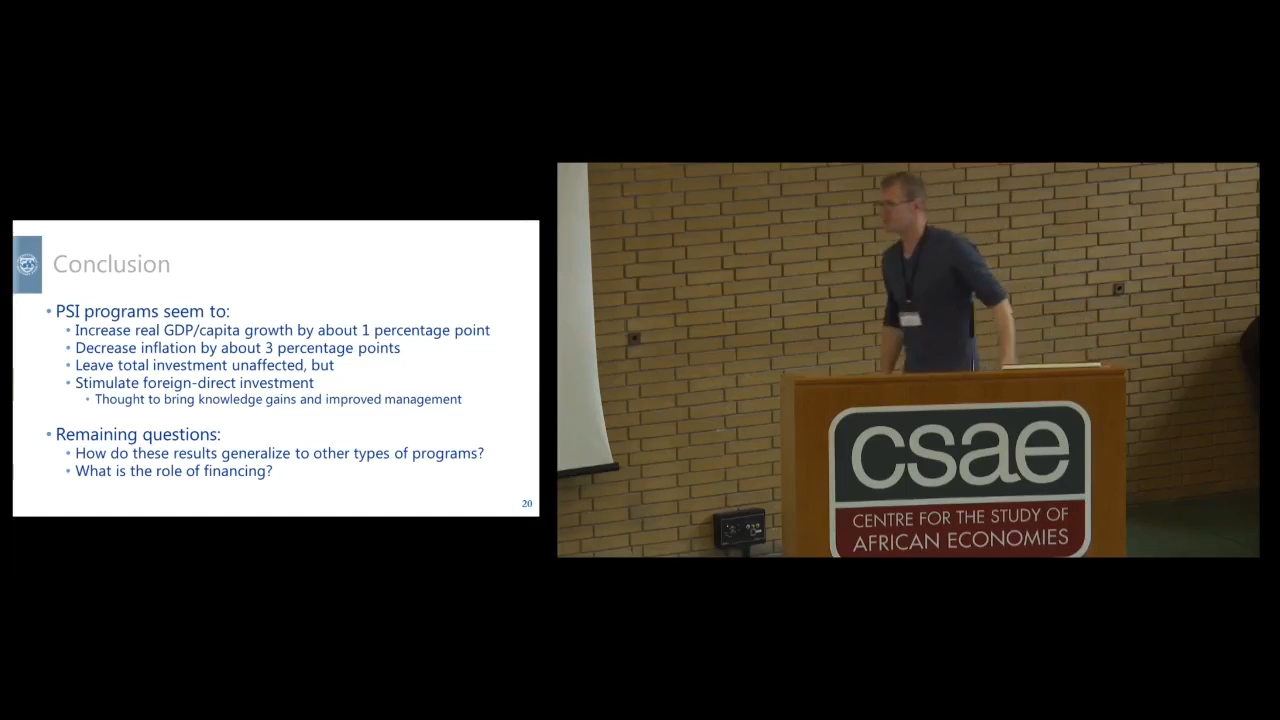 Conclusion
• PSI programs seem to:
• Increase real GDP/capita growth by about 1 percentage point
• Decrease inflation by about 3 percentage points
• Leave total investment unaffected, but
• Stimulate foreign-direct investment
• Thought to bring knowledge gains and improved management
• Remaining questions:
• How do these results generalize to other types of programs?
• What is the role of financing?
20
csae
CENTRE FOR THE STUDY OF
AFRICAN ECONOMIES